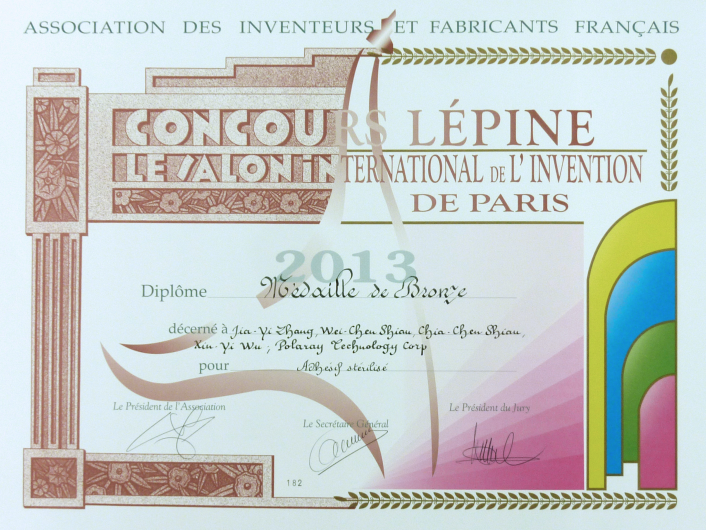 ASSOCIATION DES INVENTEURS ET FABRICANTS FRANÇAIS
CONCOURS LÉPINE
LE SALON INTERNATIONAL DE L' INVENTION
DE PARIS
2013
Diplôme Médaille de Bronze
décerné à Jia-Yi Zhang, Wei-Chen Shiau, Chia-Chen Shiau,
Xin-Yi Wu ; Polaray Technology Corp
pour Adhésif stérilisé
Le Président de l'Association
Le Secrétaire Général
Le Président du Jury
182